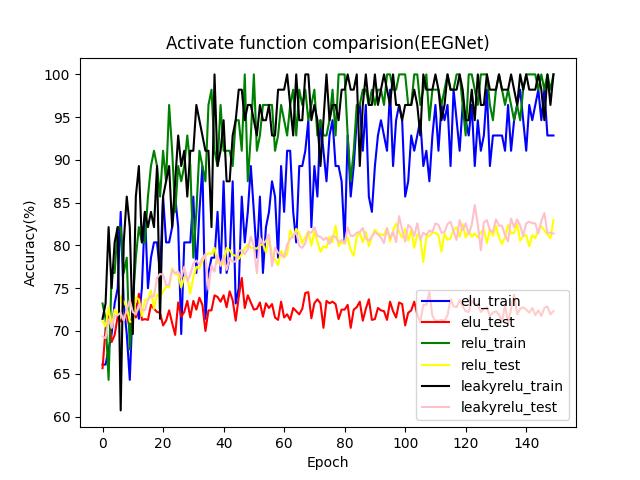 Activate function comparision(EEGNet)
Accuracy(%)
100
95
90
85
80
75
70
65
60
0 20 40 60 80 100 120 140
Epoch
elu_train
elu_test
relu_train
relu_test
leakyrelu_train
leakyrelu_test